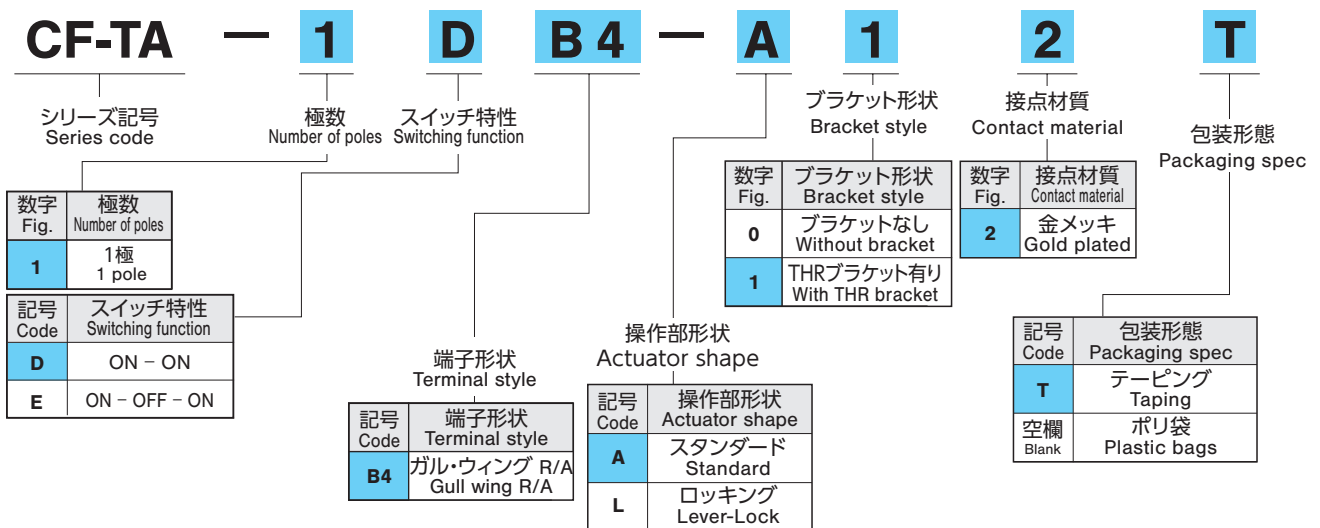 CF-TA — 1 D B4 — A 1 2 T
シリーズ記号
Series code
極数
Number of poles
スイッチ特性
Switching function
ブラケット形状
Bracket style
接点材質
Contact material
包装形態
Packaging spec
数字 極数
Fig. Number of poles
1 1極
1 pole
記号 スイッチ特性
Code Switching function
D ON − ON
E ON − OFF − ON
端子形状
Terminal style
記号 端子形状
Code Terminal style
B4 ガル・ウィング R/A
Gull wing R/A
操作部形状
Actuator shape
記号 操作部形状
Code Actuator shape
A スタンダード
Standard
L ロッキング
Lever-Lock
数字 ブラケット形状
Fig. Bracket style
0 ブラケットなし
Without bracket
1 THRブラケット有り
With THR bracket
数字 接点材質
Fig. Contact material
2 金メッキ
Gold plated
記号 包装形態
Code Packaging spec
T テーピング
Taping
空欄 ポリ袋
Blank Plastic bags